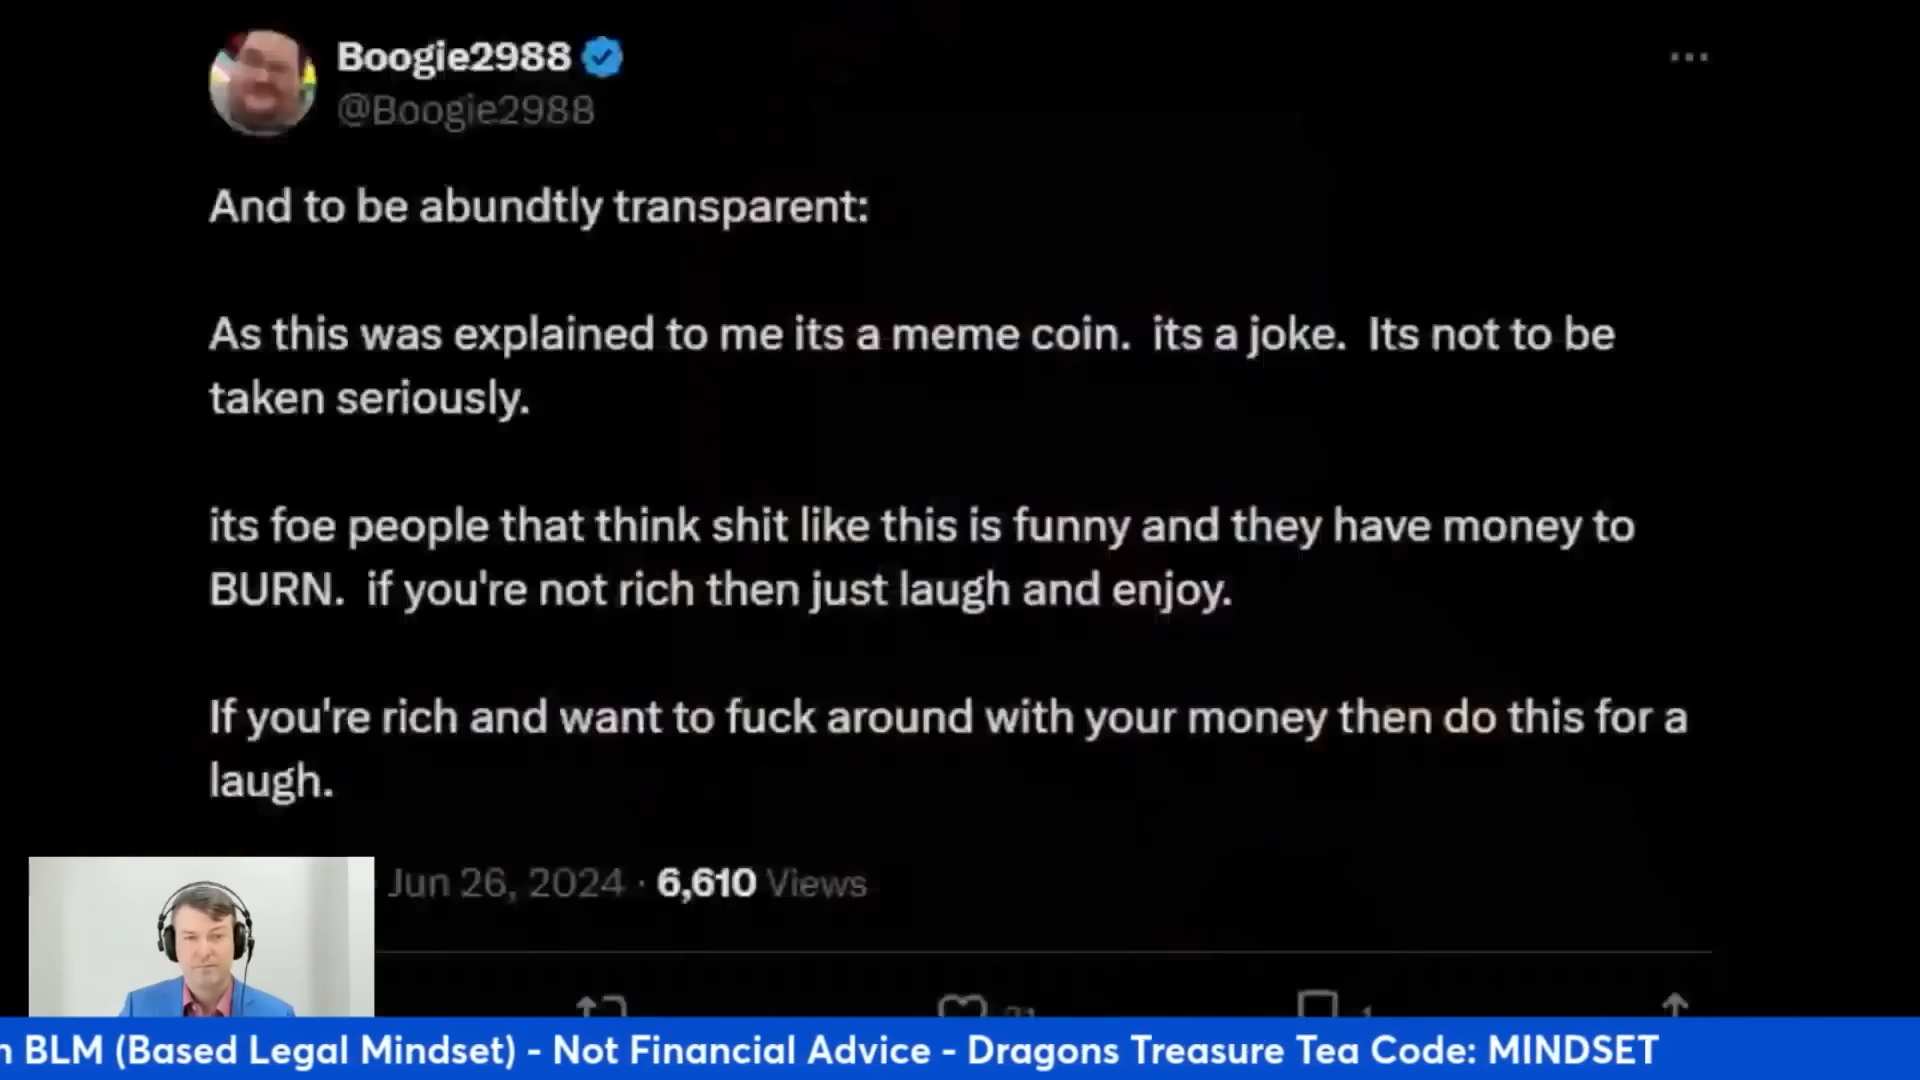 Boogie2988
@Boogie2988
And to be abundtly transparent:
As this was explained to me its a meme coin.  its a joke.  Its not to be
taken seriously.
its foe people that think shit like this is funny and they have money to
BURN.  if you're not rich then just laugh and enjoy.
If you're rich and want to fuck around with your money then do this for a
laugh.
Jun 26, 2024 · 6,610 Views
BLM (Based Legal Mindset) - Not Financial Advice - Dragons Treasure Tea Code: MINDSET